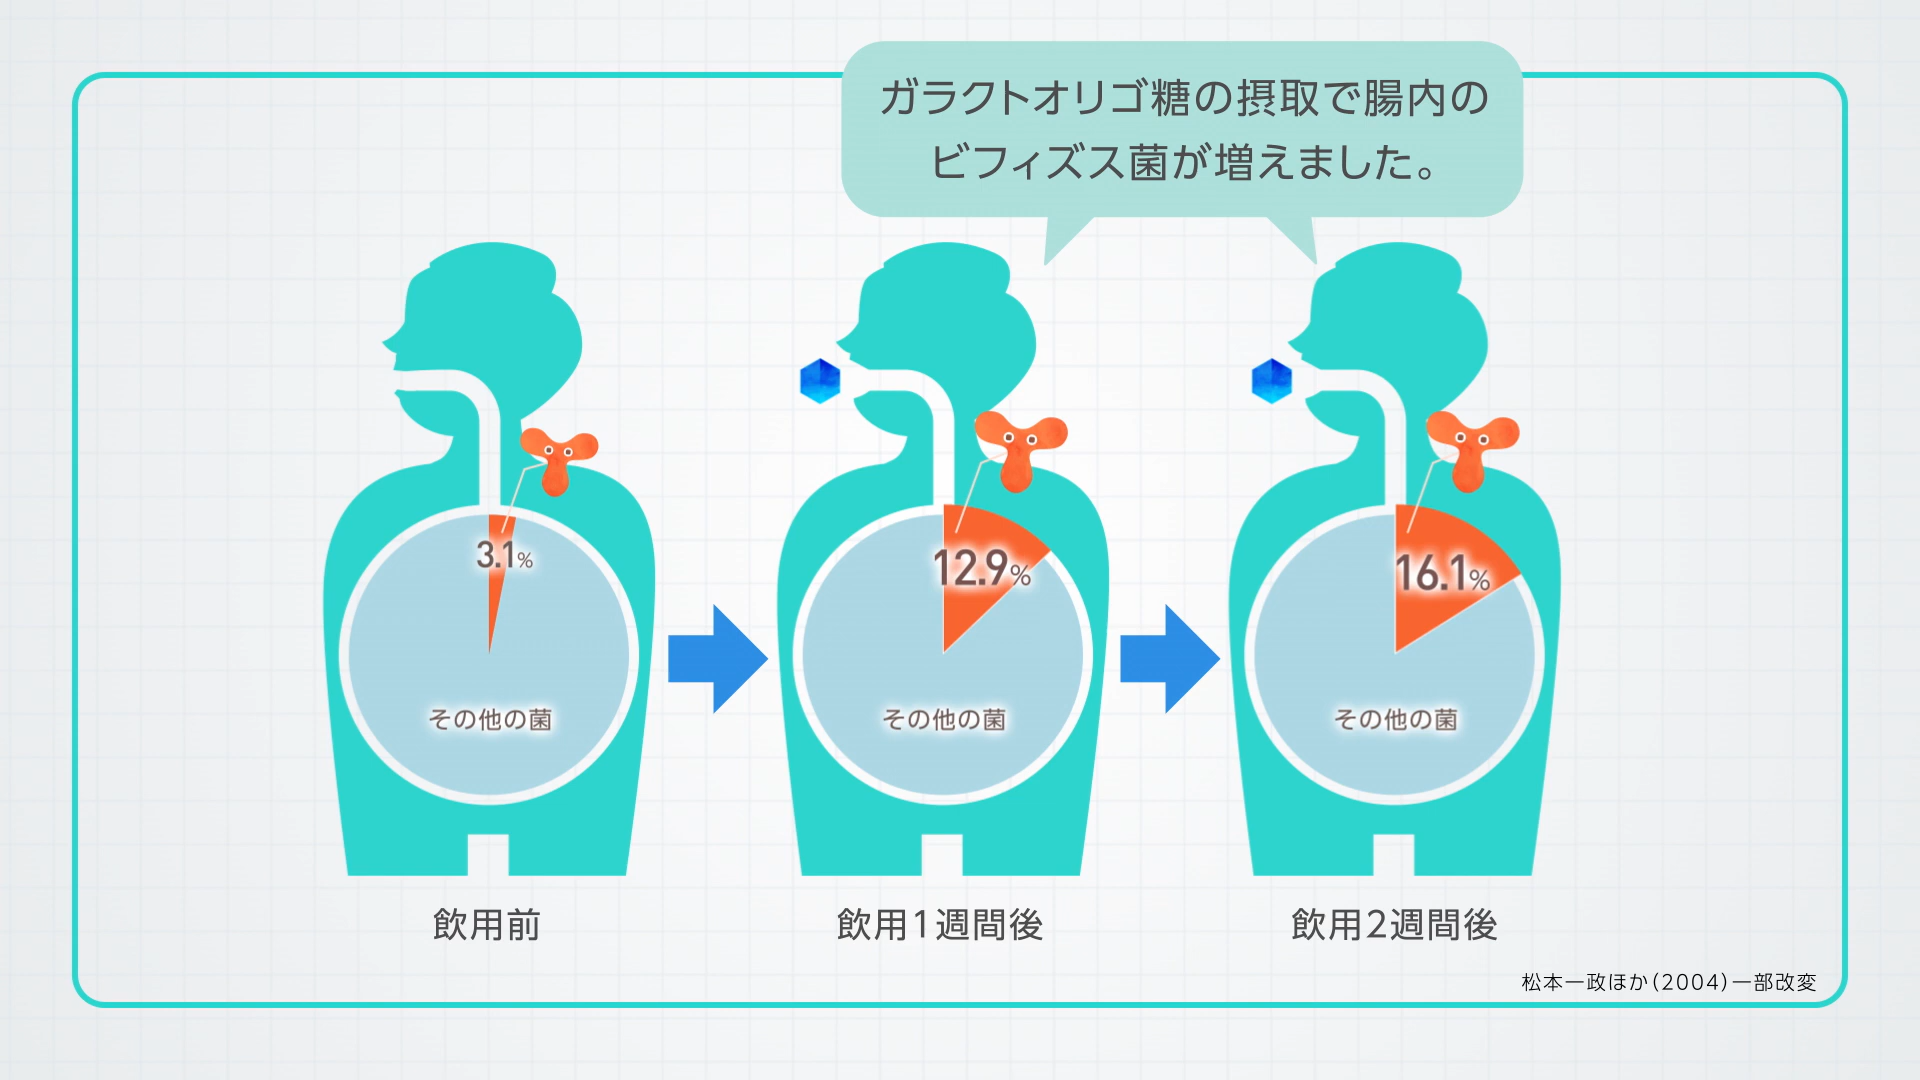 ガラクトオリゴ糖の摂取で腸内の
ビフィズス菌が増えました。
3.1%
その他の菌
飲用前
12.9%
その他の菌
飲用1週間後
16.1%
その他の菌
飲用2週間後
松本一政ほか(2004)一部改変